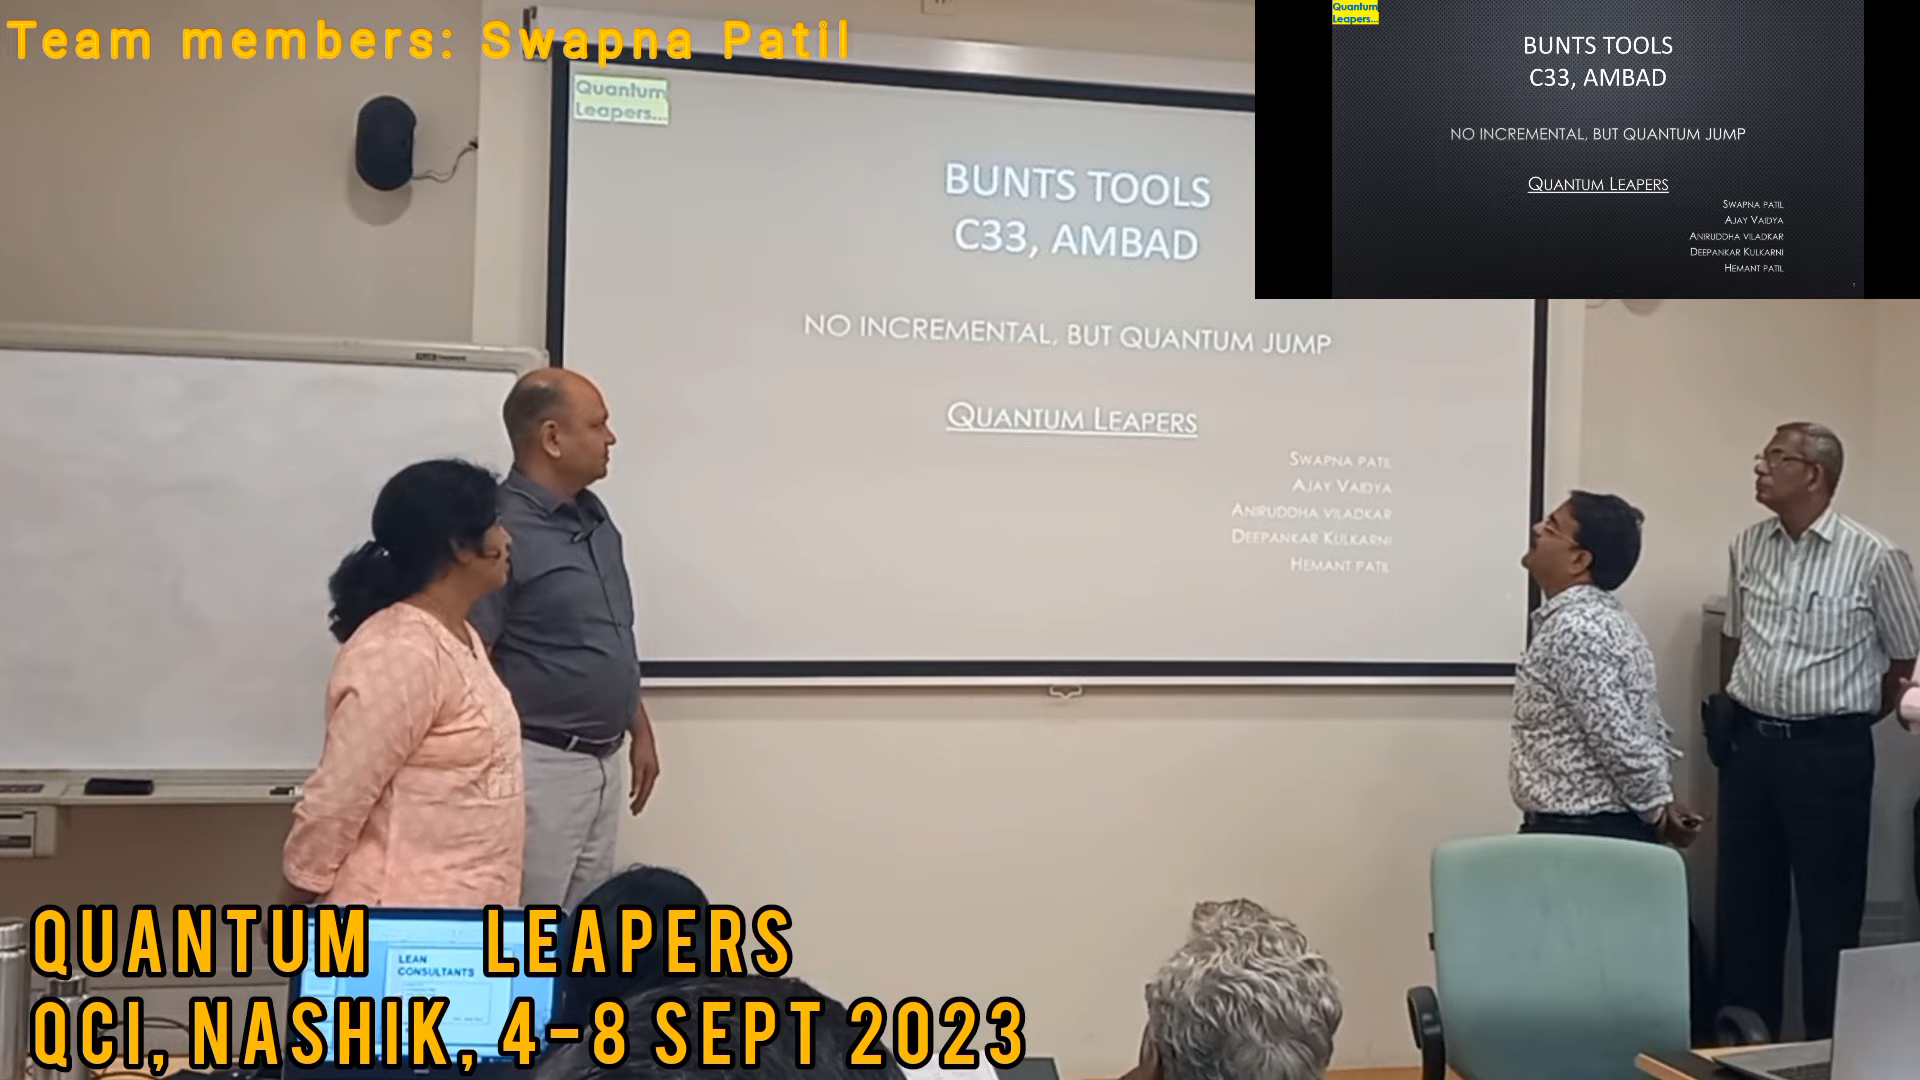 Team members: Swapna Patil
Quantum
Leapers...
BUNTS TOOLS
C33, AMBAD
NO INCREMENTAL, BUT QUANTUM JUMP
QUANTUM LEAPERS
SWAPNA PATIL
AJAY VAIDYA
ANIRUDDHA VILADKAR
DEEPANKAR KULKARNI
HEMANT PATIL
Quantum
Leapers...
BUNTS TOOLS
C33, AMBAD
NO INCREMENTAL, BUT QUANTUM JUMP
QUANTUM LEAPERS
SWAPNA PATIL
AJAY VAIDYA
ANIRUDDHA VILADKAR
DEEPANKAR KULKARNI
HEMANT PATIL
1
LEAN
CONSULTANTS
QUANTUM LEAPERS
QCI, NASHIK, 4-8 SEPT 2023